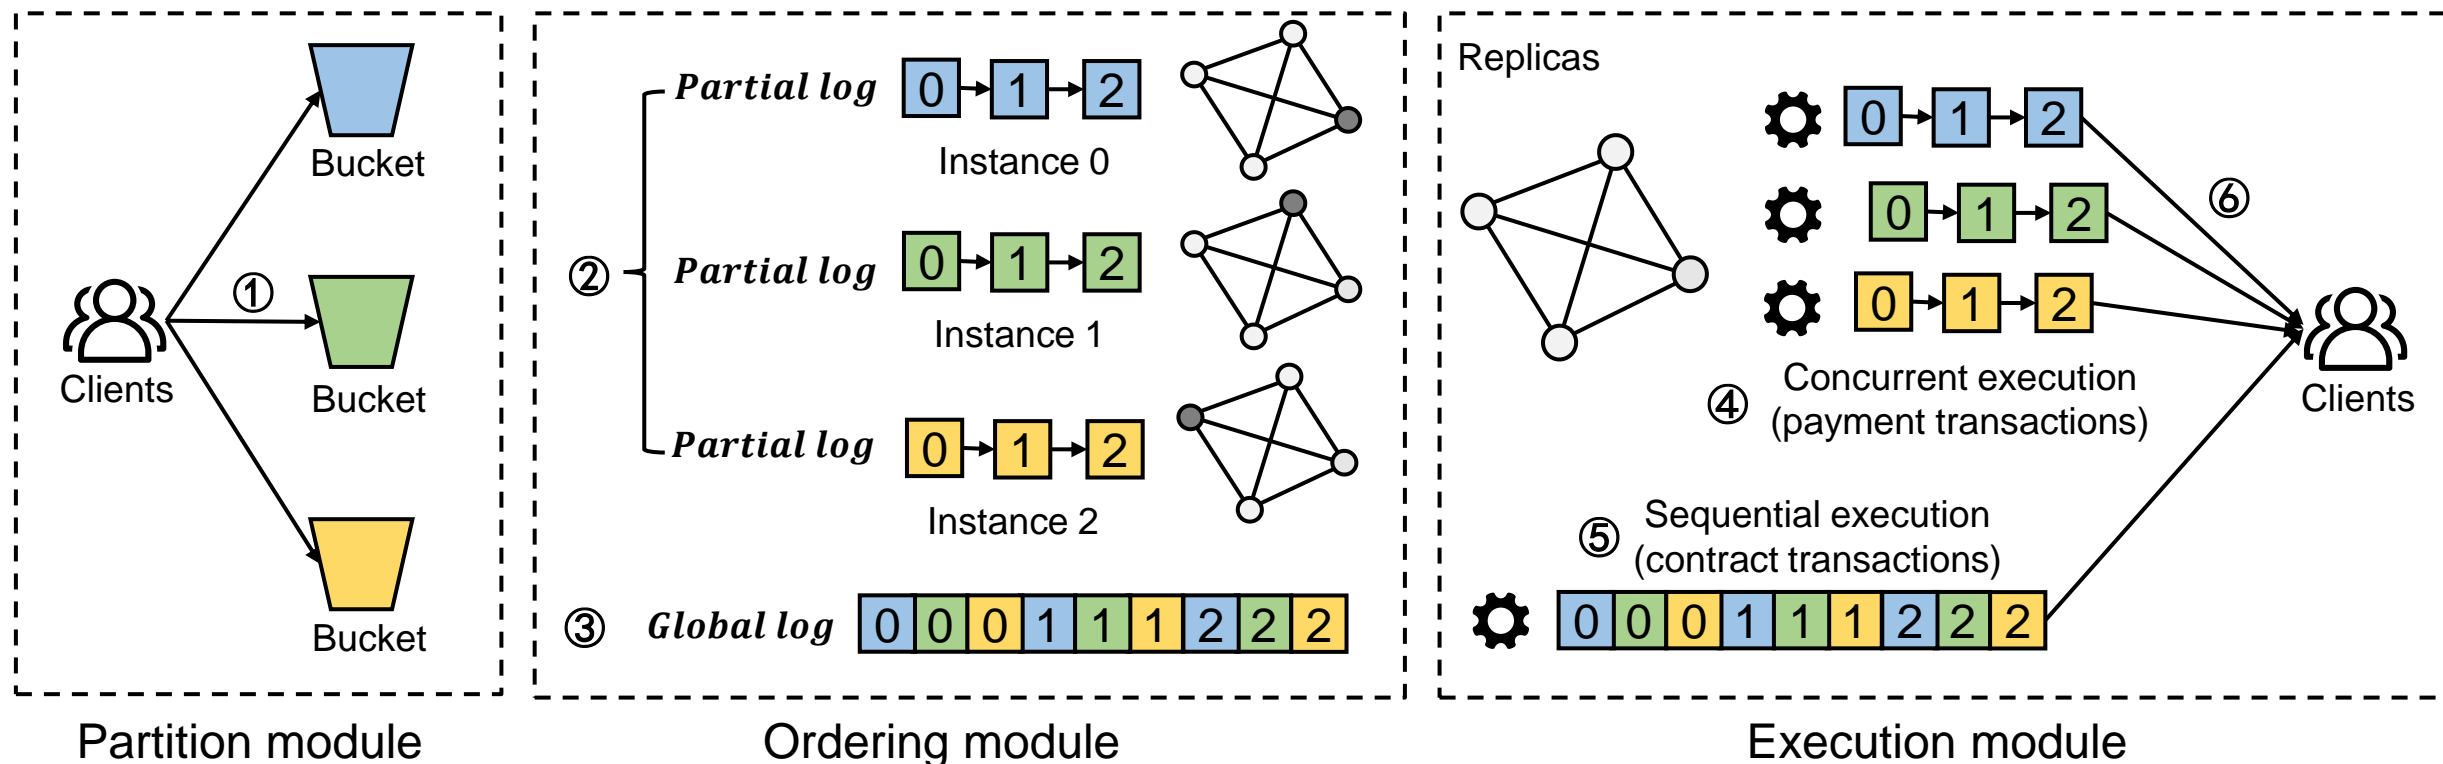 Bucket
①
Clients
Bucket
Bucket
Partition module
Partial log 0 1 2
Instance 0
②
Partial log 0 1 2
Instance 1
Partial log 0 1 2
Instance 2
③ Global log 0 0 0 1 1 1 2 2 2
Ordering module
Replicas
0 1 2
0 1 2
⑥
0 1 2
Clients
④ Concurrent execution
(payment transactions)
⑤ Sequential execution
(contract transactions)
0 0 0 1 1 1 2 2 2
Execution module